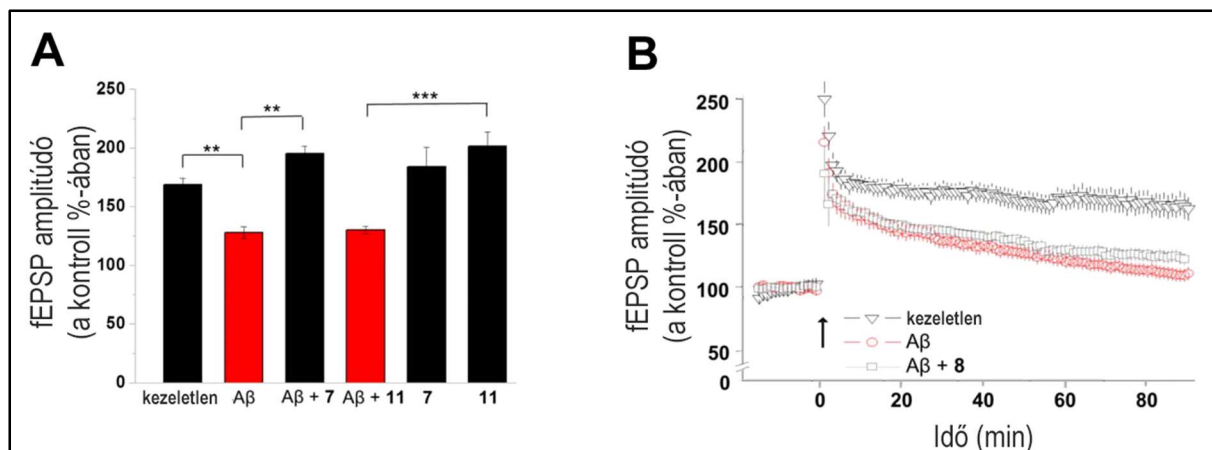 A
fEPSP amplitúdó
(a kontroll %-ában)
250
200
150
100
50
0
**
**
***
kezeletlen
Aβ
Aβ + 7
Aβ + 11
7
11
B
fEPSP amplitúdó
(a kontroll %-ában)
250
200
150
100
50
0
kezeletlen
Aβ
Aβ + 8
0
20
40
60
80
Idő (min)